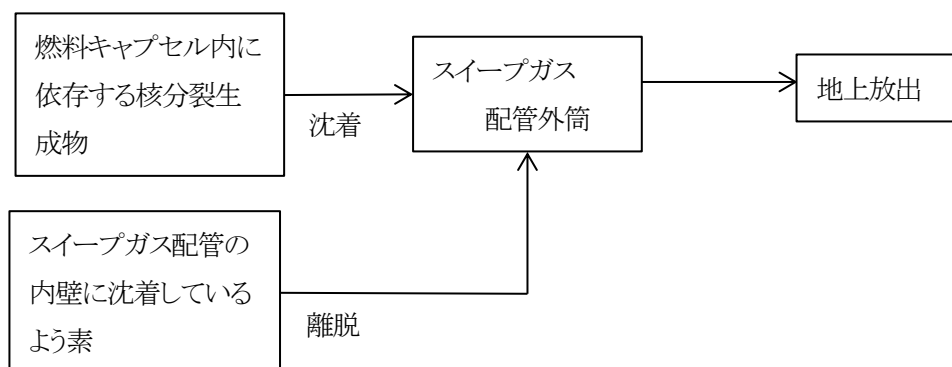 燃料キャプセル内に
依存する核分裂生
成物
沈着
スイープガス
配管外筒
地上放出
スイープガス配管の
内壁に沈着している
よう素
離脱